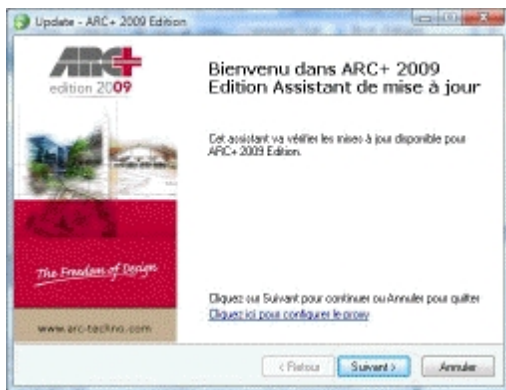 Update - ARC+ 2009 Edition
ARC+
edition 2009
Bienvenu dans ARC+ 2009
Edition Assistant de mise à jour
Cet assistant va vérifier les mises à jour disponible pour
ARC+ 2009 Edition.
The Freedom of Design
Cliquez sur Suivant pour continuer ou Annuler pour quitter
Cliquez ici pour configurer le proxy
www.arc-techno.com
< Retour
Suivant >
Annuler